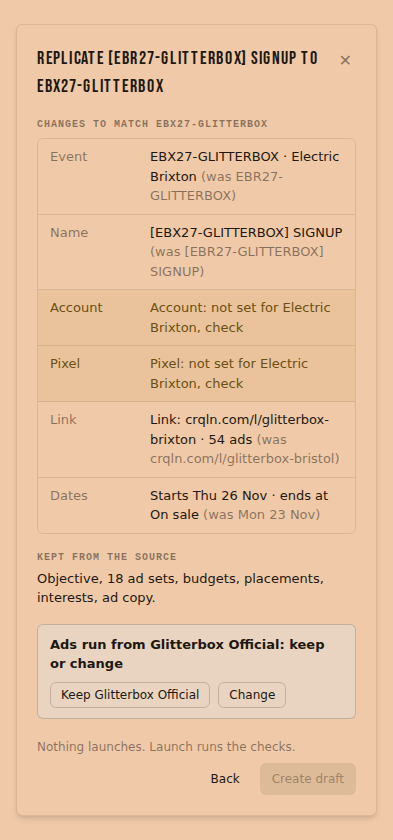 REPLICATE [EBR27-GLITTERBOX] SIGNUP TO
EBX27-GLITTERBOX
×
CHANGES TO MATCH EBX27-GLITTERBOX
Event
EBX27-GLITTERBOX · Electric
Brixton (was EBR27-
GLITTERBOX)
Name
[EBX27-GLITTERBOX] SIGNUP
(was [EBR27-GLITTERBOX]
SIGNUP)
Account
Account: not set for Electric
Brixton, check
Pixel
Pixel: not set for Electric
Brixton, check
Link
Link: crqln.com/l/glitterbox-
brixton · 54 ads (was
crqln.com/l/glitterbox-bristol)
Dates
Starts Thu 26 Nov · ends at
On sale (was Mon 23 Nov)
KEPT FROM THE SOURCE
Objective, 18 ad sets, budgets, placements,
interests, ad copy.
Ads run from Glitterbox Official: keep
or change
Keep Glitterbox Official
Change
Nothing launches. Launch runs the checks.
Back
Create draft